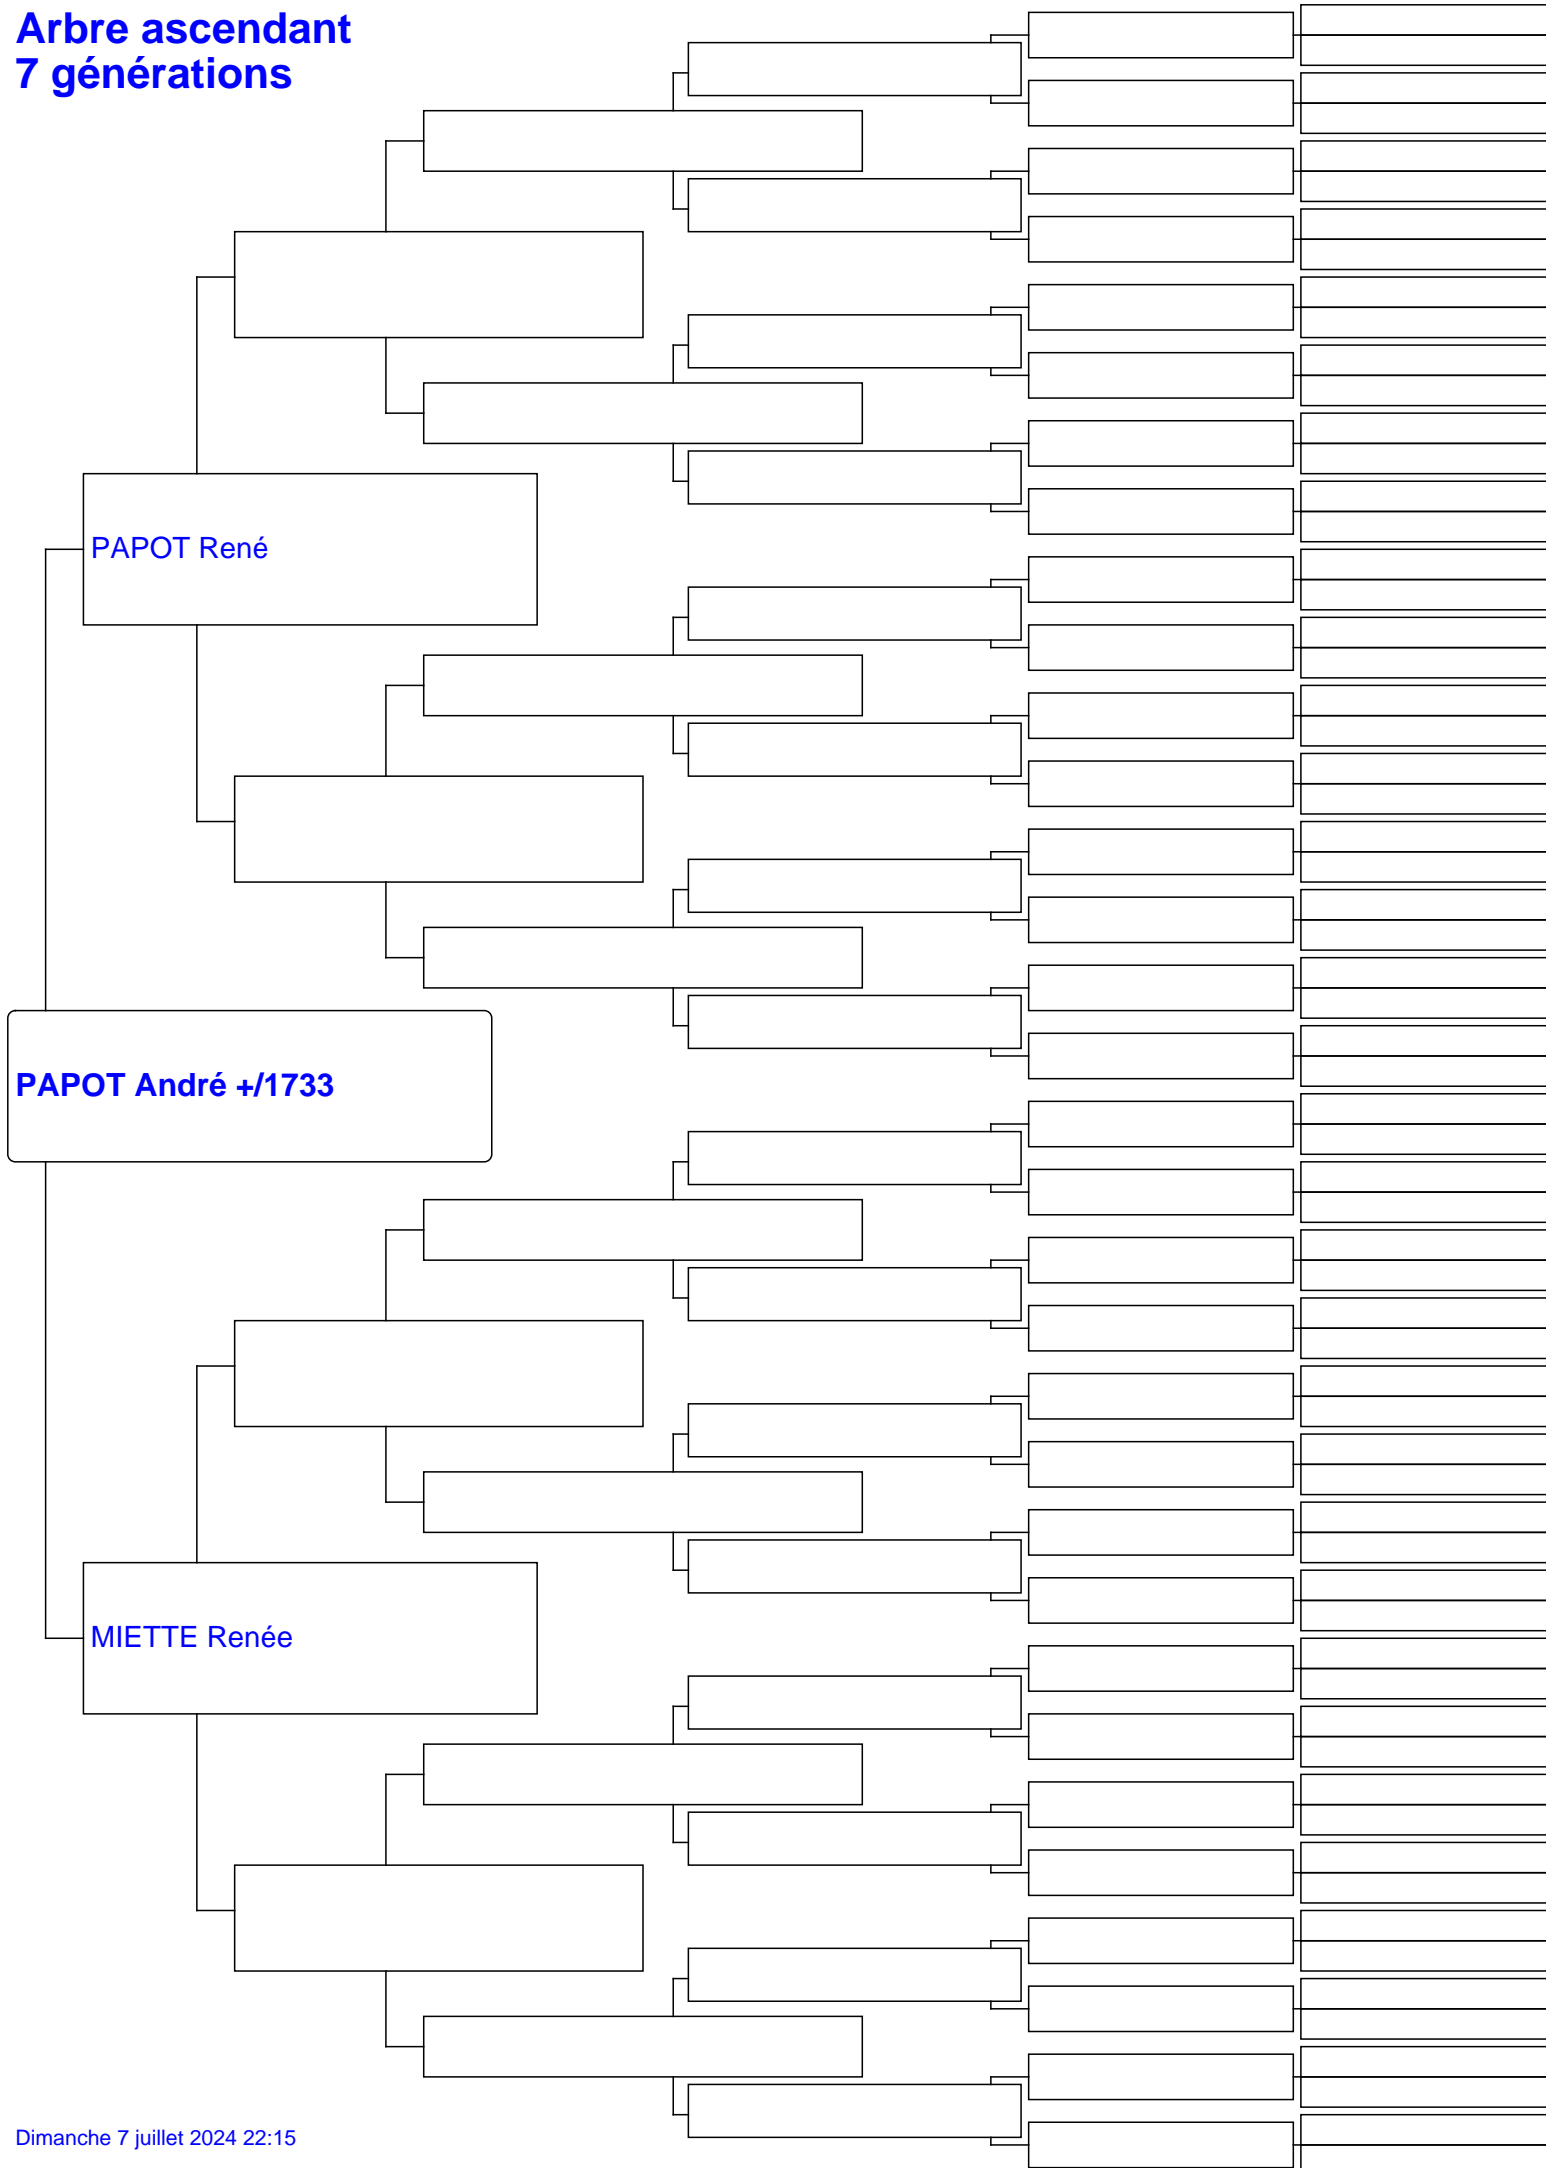 Arbre ascendant
7 générations
PAPOT René
PAPOT André +/1733
MIETTE Renée
Dimanche 7 juillet 2024 22:15